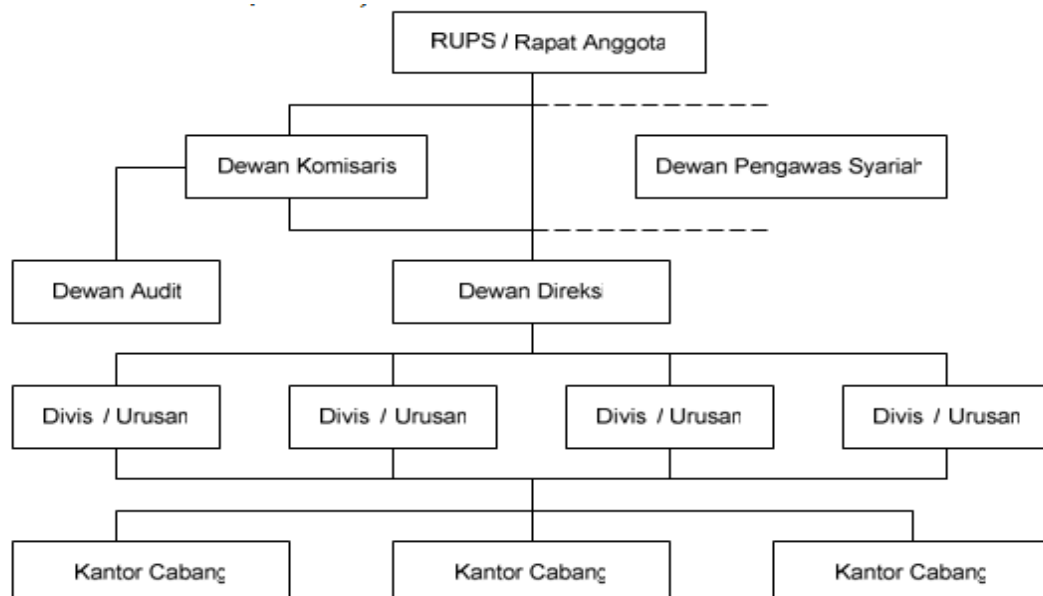 RUPS / Rapat Anggota
Dewan Komisaris
Dewan Pengawas Syariah
Dewan Audit
Dewan Direksi
Divis / Urusan
Divis / Urusan
Divis / Urusan
Divis / Urusan
Kantor Cabang
Kantor Cabang
Kantor Cabang